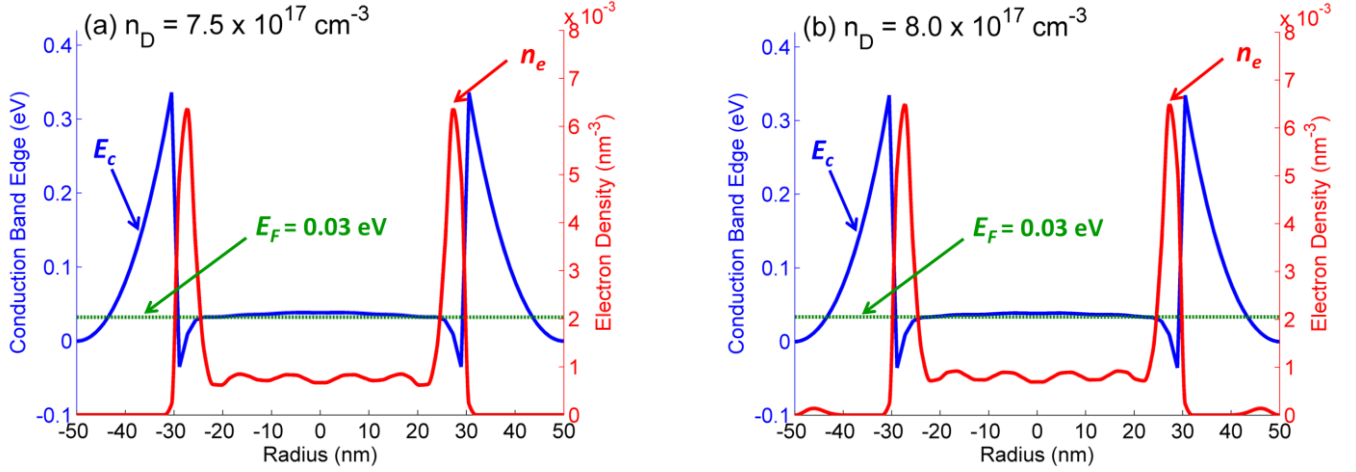 (a) n_D = 7.5 x 10^17 cm^-3
x 10^-3
Conduction Band Edge (eV)
0.4
0.3
0.2
0.1
0
-0.1
E_c
n_e
E_F = 0.03 eV
8
7
6
5
4
3
2
1
0
Electron Density (nm^-3)
-50 -40 -30 -20 -10 0 10 20 30 40 50
Radius (nm)
(b) n_D = 8.0 x 10^17 cm^-3
x 10^-3
Conduction Band Edge (eV)
0.4
0.3
0.2
0.1
0
-0.1
E_c
n_e
E_F = 0.03 eV
8
7
6
5
4
3
2
1
0
Electron Density (nm^-3)
-50 -40 -30 -20 -10 0 10 20 30 40 50
Radius (nm)